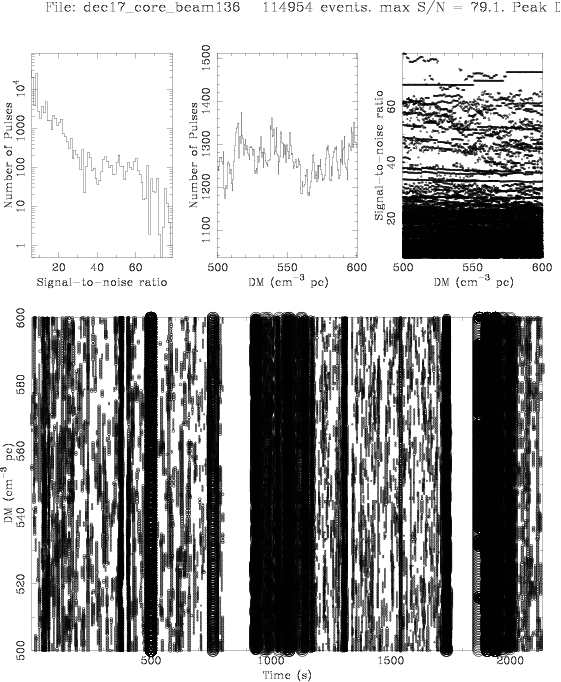 File: dec17_core_beam136 114954 events. max S/N = 79.1. Peak D
Number of Pulses
1 10 100 1000 10⁴
20 40 60
Signal-to-noise ratio
Number of Pulses
1100 1200 1300 1400 1500
500 550 600
DM (cm⁻³ pc)
Signal-to-noise ratio
20 40 60
500 550 600
DM (cm⁻³ pc)
DM (cm⁻³ pc)
500 520 540 560 580 600
500 1000 1500 2000
Time (s)